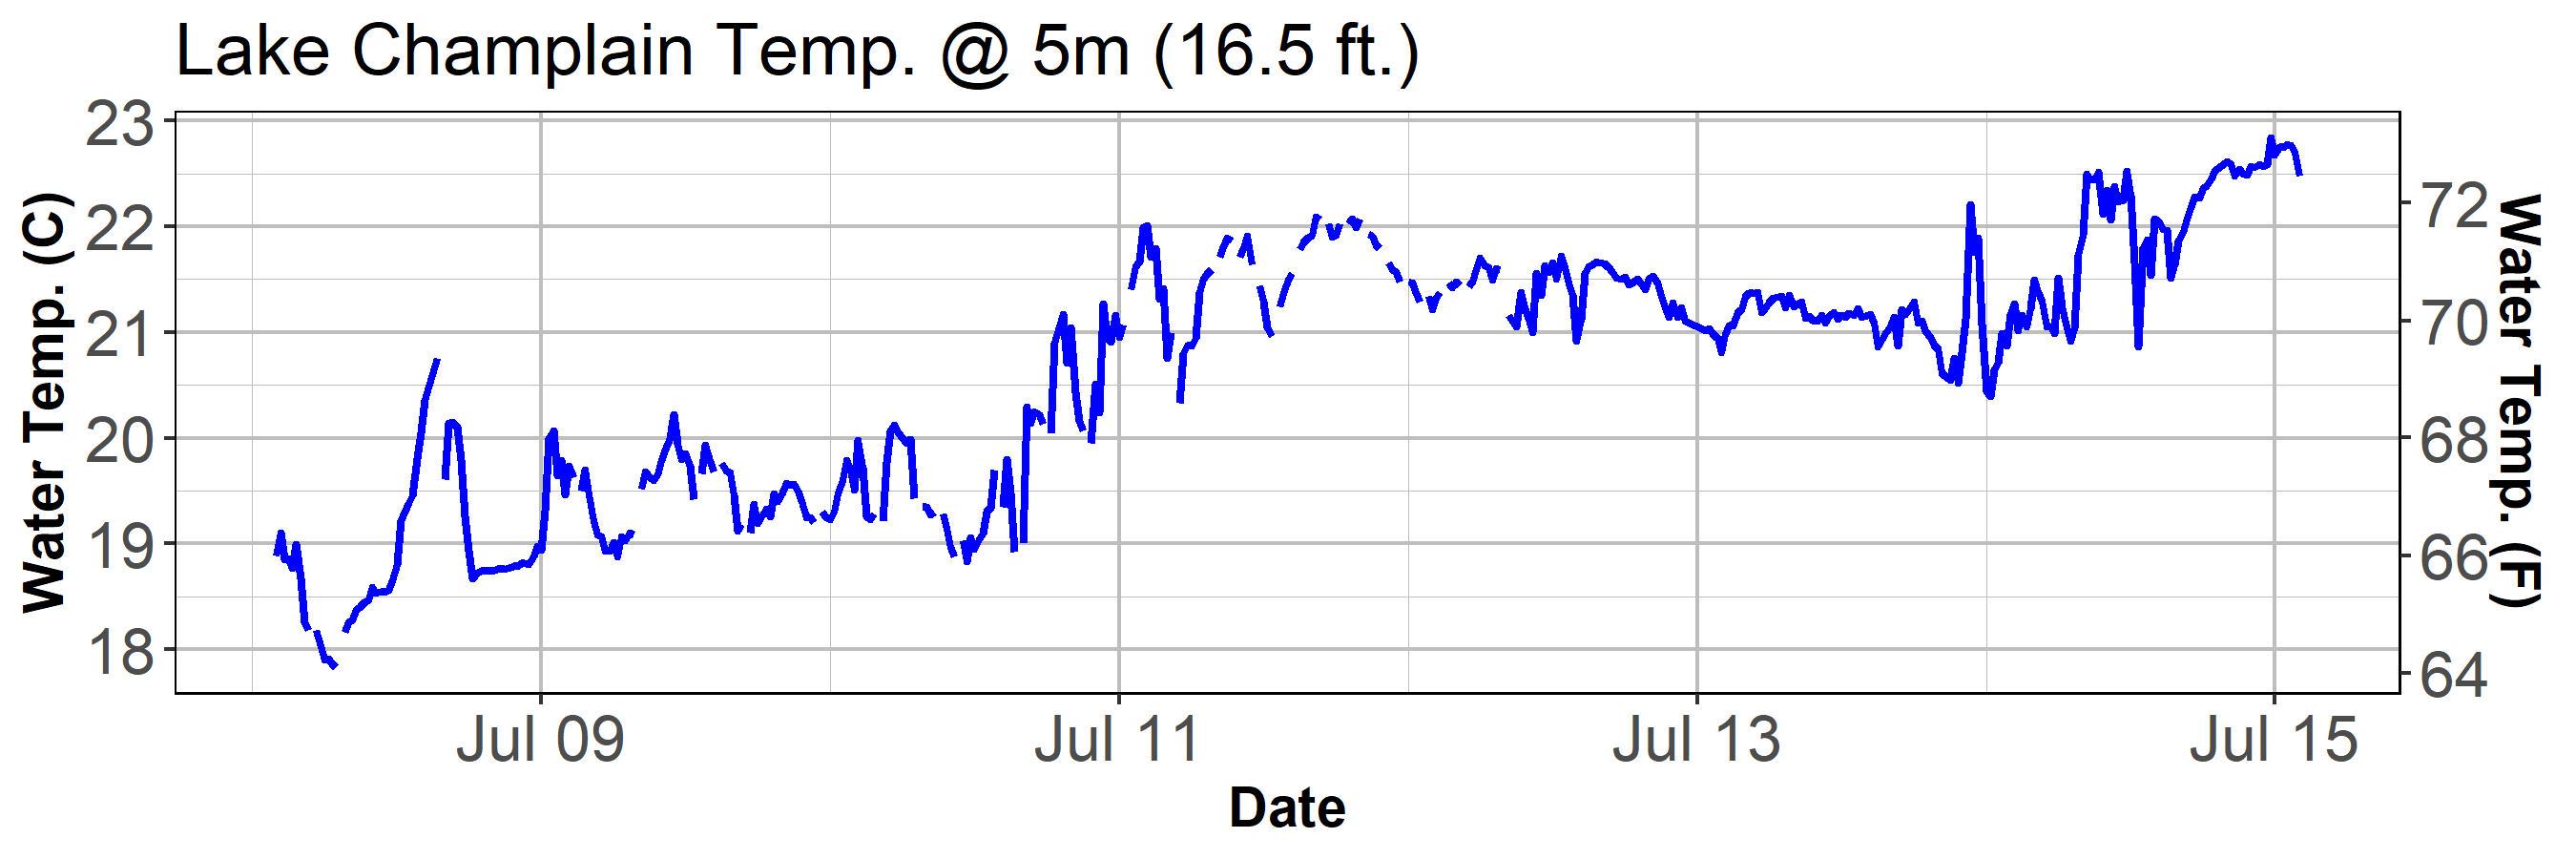 Lake Champlain Temp. @ 5m (16.5 ft.)
23
22
21
20
19
18
Water Temp. (C)
72
70
68
66
64
Water Temp. (F)
Jul 09 Jul 11 Jul 13 Jul 15
Date